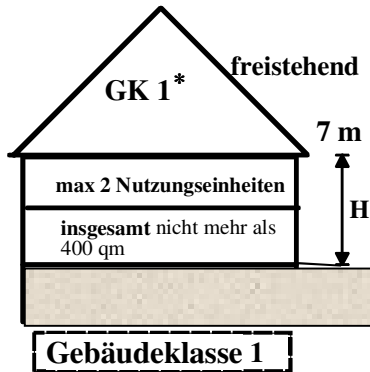 freistehend
GK 1*
7 m
max 2 Nutzungseinheiten
H
insgesamt nicht mehr als
400 qm
Gebäudeklasse 1